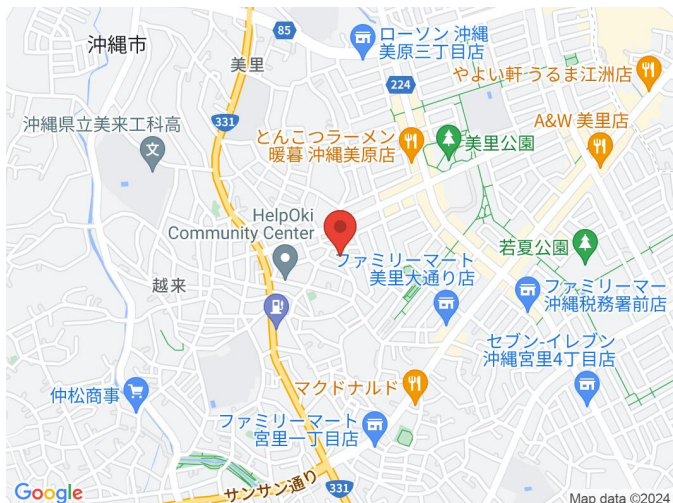 沖縄市
85
美里
ローソン 沖縄
美原三丁目店
224
やよい軒 うるま江洲店
沖縄県立美来工科高
文
331
とんこつラーメン
暖暮 沖縄美原店
美里公園
A&W 美里店
HelpOki
Community Center
ファミリーマート
美里大通り店
若夏公園
越来
ファミリーマー
沖縄税務署前店
セブン-イレブン
沖縄宮里4丁目店
仲松商事
マクドナルド
ファミリーマート
宮里一丁目店
サンサン通り
331
Google
Map data ©2024